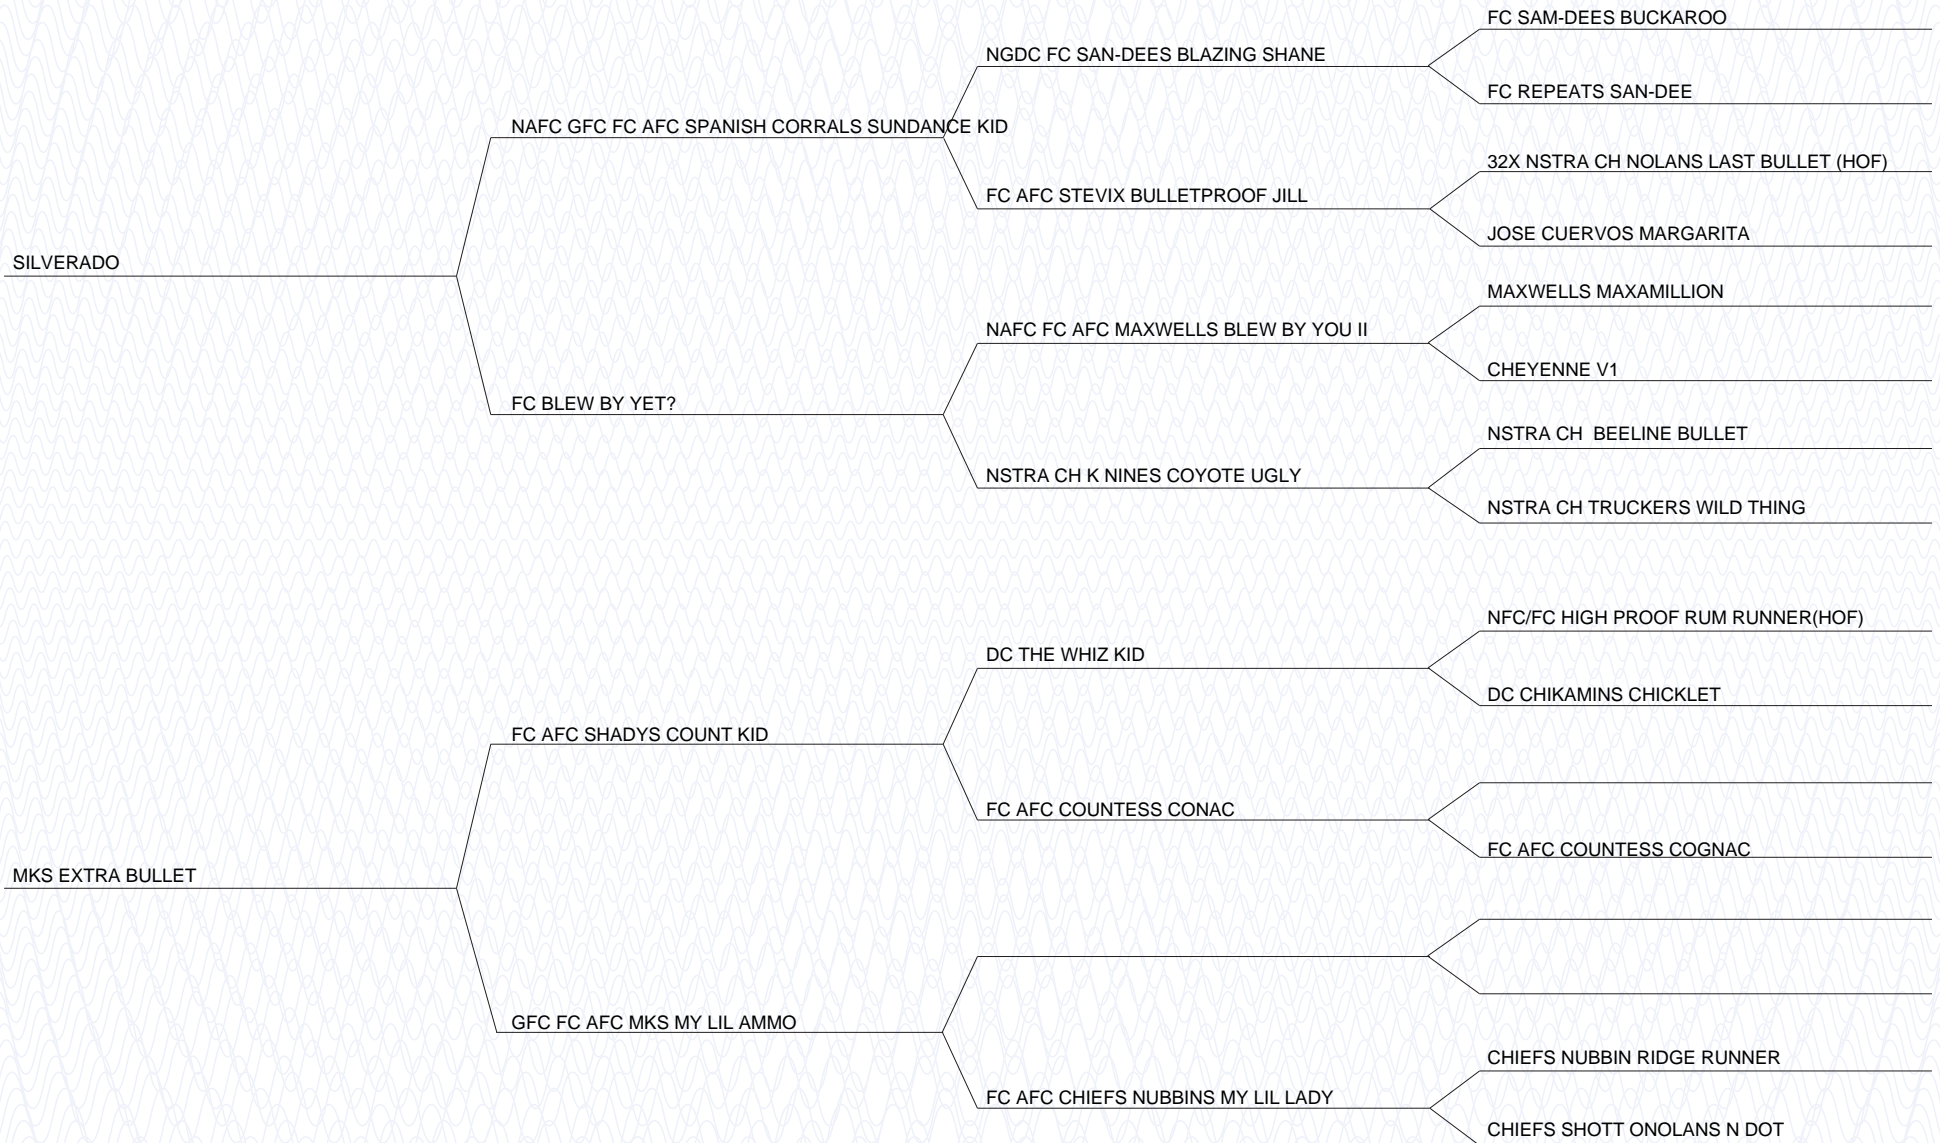 FC SAM-DEES BUCKAROO
NGDC FC SAN-DEES BLAZING SHANE
FC REPEATS SAN-DEE
NAFC GFC FC AFC SPANISH CORRALS SUNDANCE KID
32X NSTRA CH NOLANS LAST BULLET (HOF)
FC AFC STEVIX BULLETPROOF JILL
JOSE CUERVOS MARGARITA
SILVERADO
MAXWELLS MAXAMILLION
NAFC FC AFC MAXWELLS BLEW BY YOU II
CHEYENNE V1
FC BLEW BY YET?
NSTRA CH  BEELINE BULLET
NSTRA CH K NINES COYOTE UGLY
NSTRA CH TRUCKERS WILD THING
NFC/FC HIGH PROOF RUM RUNNER(HOF)
DC THE WHIZ KID
DC CHIKAMINS CHICKLET
FC AFC SHADYS COUNT KID
FC AFC COUNTESS CONAC
FC AFC COUNTESS COGNAC
MKS EXTRA BULLET
GFC FC AFC MKS MY LIL AMMO
CHIEFS NUBBIN RIDGE RUNNER
FC AFC CHIEFS NUBBINS MY LIL LADY
CHIEFS SHOTT ONOLANS N DOT